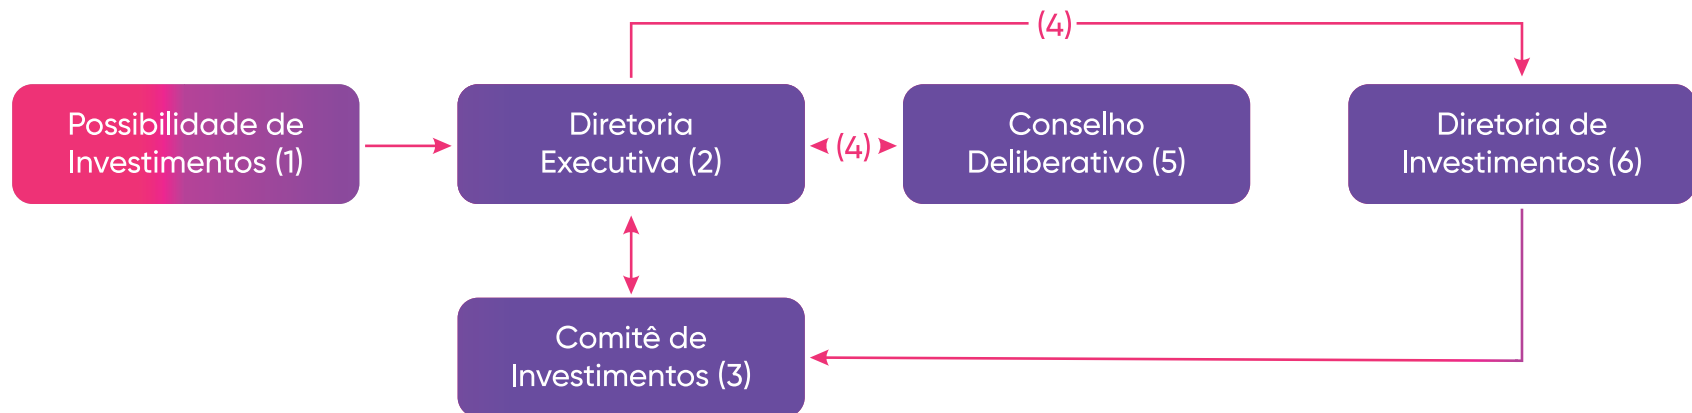 (4)
Possibilidade de
Investimentos (1)
Diretoria
Executiva (2)
(4)
Conselho
Deliberativo (5)
Diretoria de
Investimentos (6)
Comitê de
Investimentos (3)